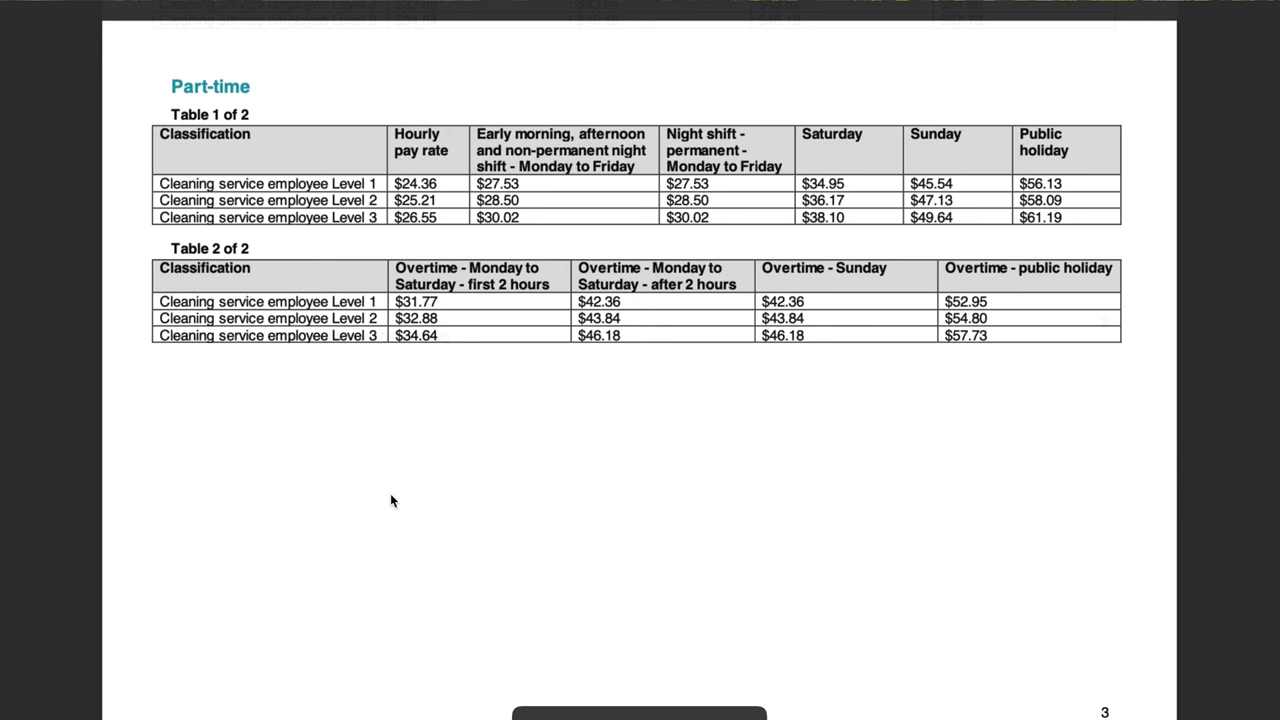 Part-time
Table 1 of 2
Classification Hourly pay rate Early morning, afternoon and non-permanent night shift - Monday to Friday Night shift - permanent - Monday to Friday Saturday Sunday Public holiday
Cleaning service employee Level 1 $24.36 $27.53 $27.53 $34.95 $45.54 $56.13
Cleaning service employee Level 2 $25.21 $28.50 $28.50 $36.17 $47.13 $58.09
Cleaning service employee Level 3 $26.55 $30.02 $30.02 $38.10 $49.64 $61.19
Table 2 of 2
Classification Overtime - Monday to Saturday - first 2 hours Overtime - Monday to Saturday - after 2 hours Overtime - Sunday Overtime - public holiday
Cleaning service employee Level 1 $31.77 $42.36 $42.36 $52.95
Cleaning service employee Level 2 $32.88 $43.84 $43.84 $54.80
Cleaning service employee Level 3 $34.64 $46.18 $46.18 $57.73
3